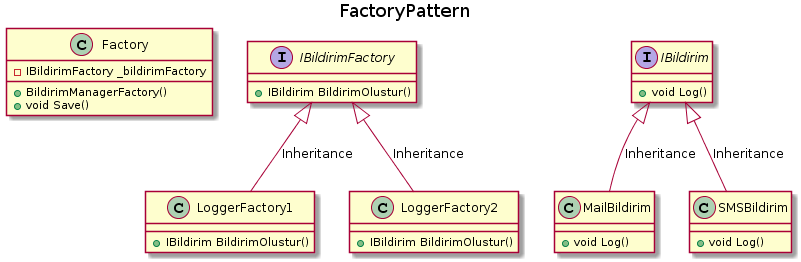 FactoryPattern
C Factory
IBildirimFactory _bildirimFactory
BildirimManagerFactory()
void Save()
I IBildirimFactory
IBildirim BildirimOlustur()
I IBildirim
void Log()
Inheritance
Inheritance
Inheritance
Inheritance
C LoggerFactory1
IBildirim BildirimOlustur()
C LoggerFactory2
IBildirim BildirimOlustur()
C MailBildirim
void Log()
C SMSBildirim
void Log()